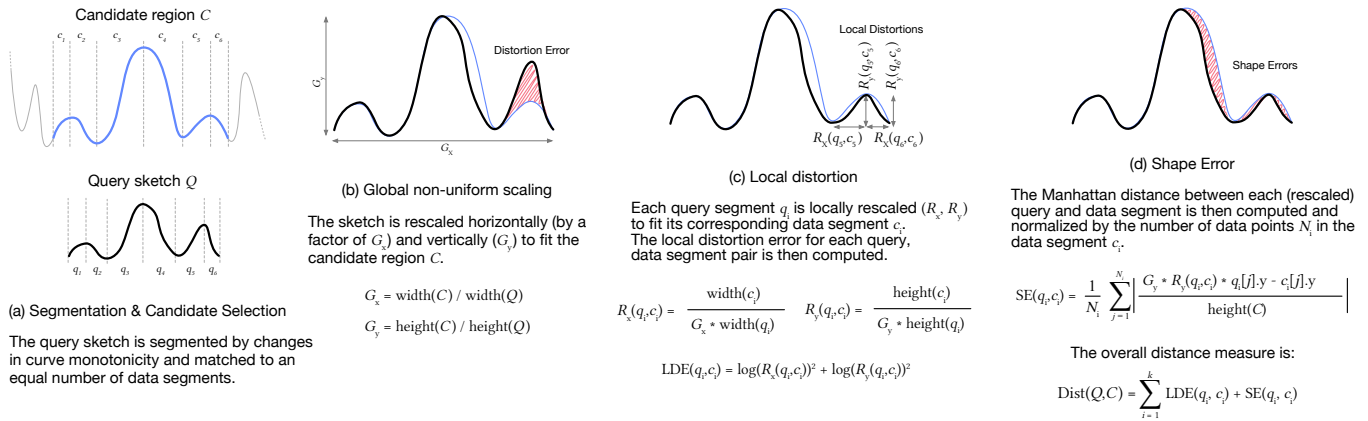 Candidate region C
c1 c2 c3 c4 c5 c6
Query sketch Q
q1 q2 q3 q4 q5 q6
(a) Segmentation & Candidate Selection
The query sketch is segmented by changes
in curve monotonicity and matched to an
equal number of data segments.
Distortion Error
Gy
Gx
(b) Global non-uniform scaling
The sketch is rescaled horizontally (by a
factor of Gx) and vertically (Gy) to fit the
candidate region C.
Gx = width(C) / width(Q)
Gy = height(C) / height(Q)
Local Distortions
Ry(q5,c5)
Ry(q6,c6)
Rx(q5,c5) Rx(q6,c6)
(c) Local distortion
Each query segment qi is locally rescaled (Rx, Ry)
to fit its corresponding data segment ci.
The local distortion error for each query,
data segment pair is then computed.
Rx(qi,ci) = width(ci) / Gx * width(qi)
Ry(qi,ci) = height(ci) / Gy * height(qi)
LDE(qi,ci) = log(Rx(qi,ci))² + log(Ry(qi,ci))²
Shape Errors
(d) Shape Error
The Manhattan distance between each (rescaled)
query and data segment is then computed and
normalized by the number of data points Ni in the
data segment ci.
SE(qi,ci) = 1/Ni ∑ j=1 Ni | Gy * Ry(qi,ci) * qi[j].y - ci[j].y / height(C) |
The overall distance measure is:
Dist(Q,C) = ∑ i=1 k LDE(qi, ci) + SE(qi, ci)